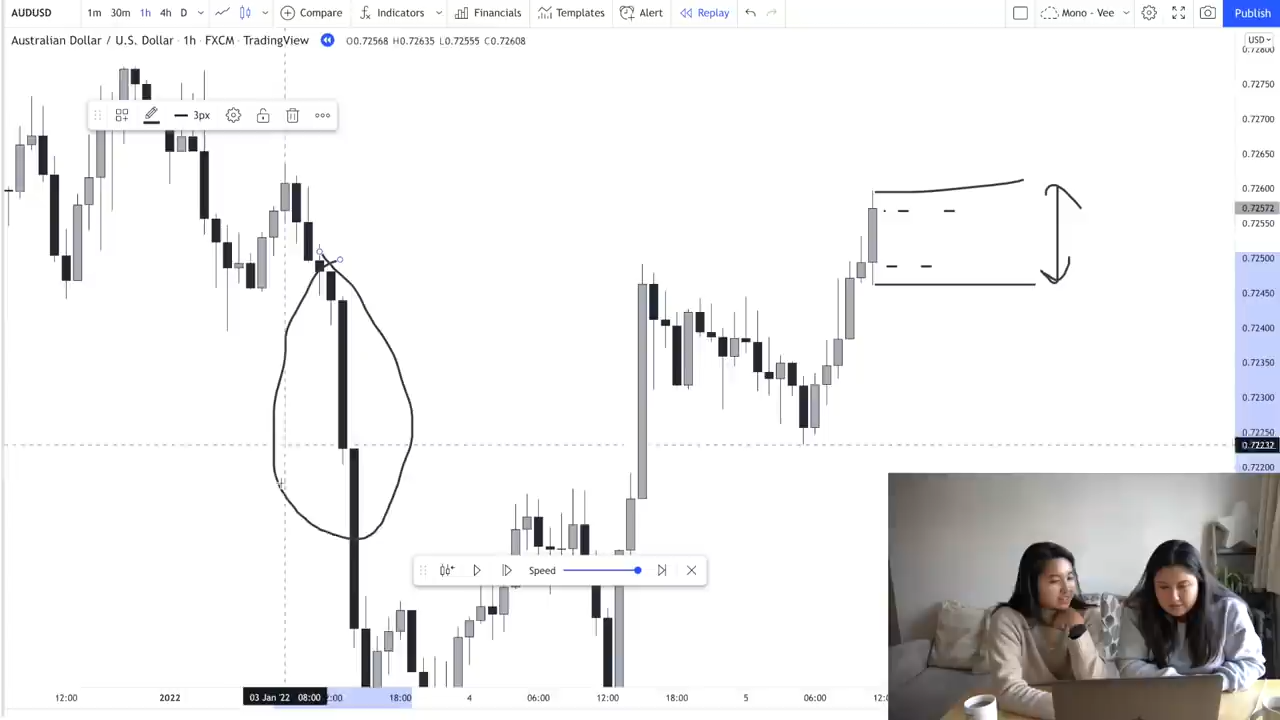 AUDUSD 1m 30m 1h 4h D Compare Indicators Financials Templates Alert Replay Mono - Vee Publish
Australian Dollar / U.S. Dollar · 1h · FXCM · TradingView O0.72568 H0.72635 L0.72555 C0.72608
USD
0.72800
0.72750
3px
0.72700
0.72650
0.72600
0.72572
0.72550
0.72500
0.72450
0.72400
0.72350
0.72300
0.72250
0.72232
0.72200
Speed
12:00 2022 03 Jan '22 08:00 2:00 18:00 4 06:00 12:00 18:00 5 06:00 12: